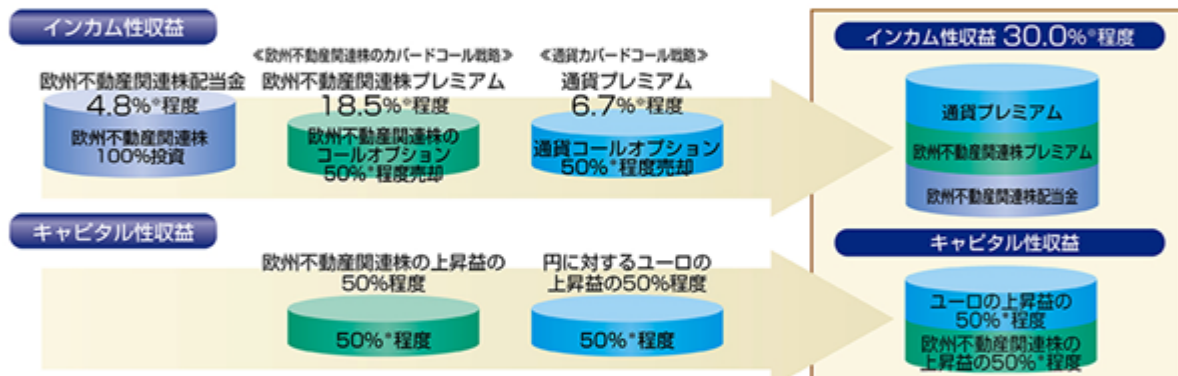 インカム性収益
≪欧州不動産関連株のカバードコール戦略≫
≪通貨カバードコール戦略≫
欧州不動産関連株配当金
4.8%*程度
欧州不動産関連株
100%投資
欧州不動産関連株プレミアム
18.5%*程度
欧州不動産関連株の
コールオプション
50%*程度売却
通貨プレミアム
6.7%*程度
通貨コールオプション
50%*程度売却
インカム性収益 30.0%*程度
通貨プレミアム
欧州不動産関連株プレミアム
欧州不動産関連株配当金
キャピタル性収益
欧州不動産関連株の上昇益の
50%程度
50%*程度
円に対するユーロの
上昇益の50%程度
50%*程度
キャピタル性収益
ユーロの上昇益の
50%*程度
欧州不動産関連株の
上昇益の50%*程度